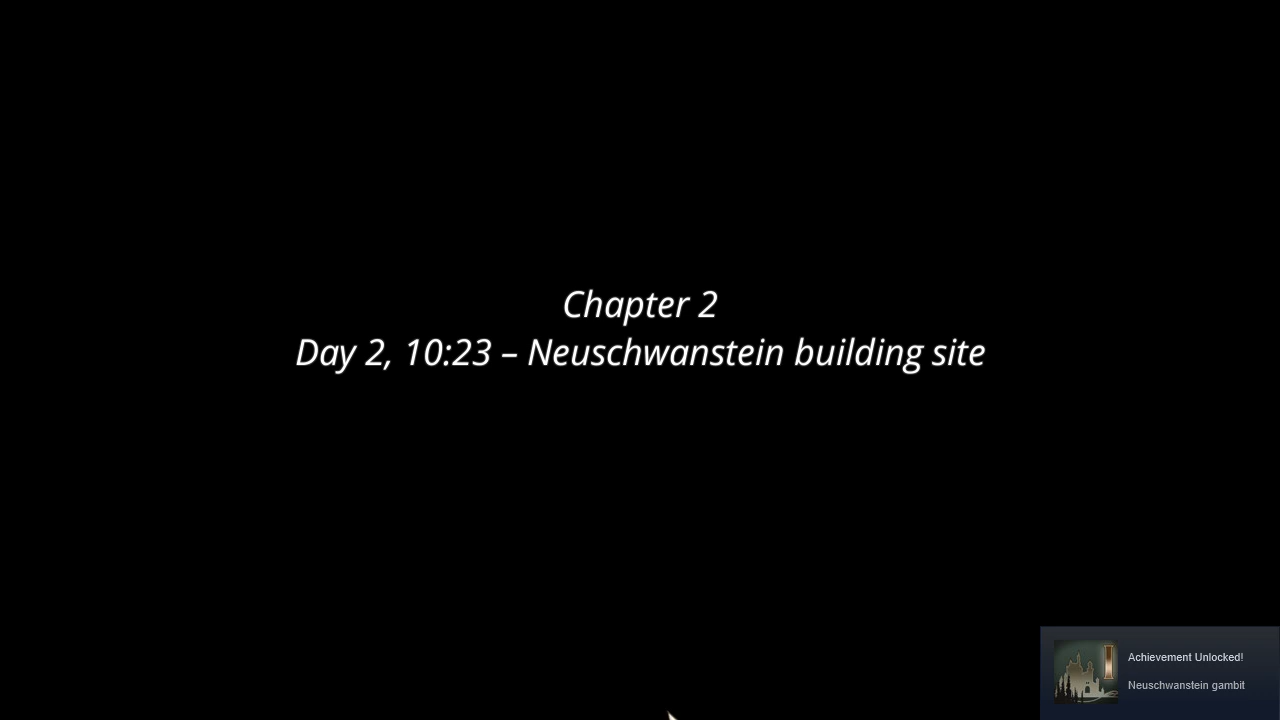 Chapter 2
Day 2, 10:23 – Neuschwanstein building site
Achievement Unlocked!
Neuschwanstein gambit